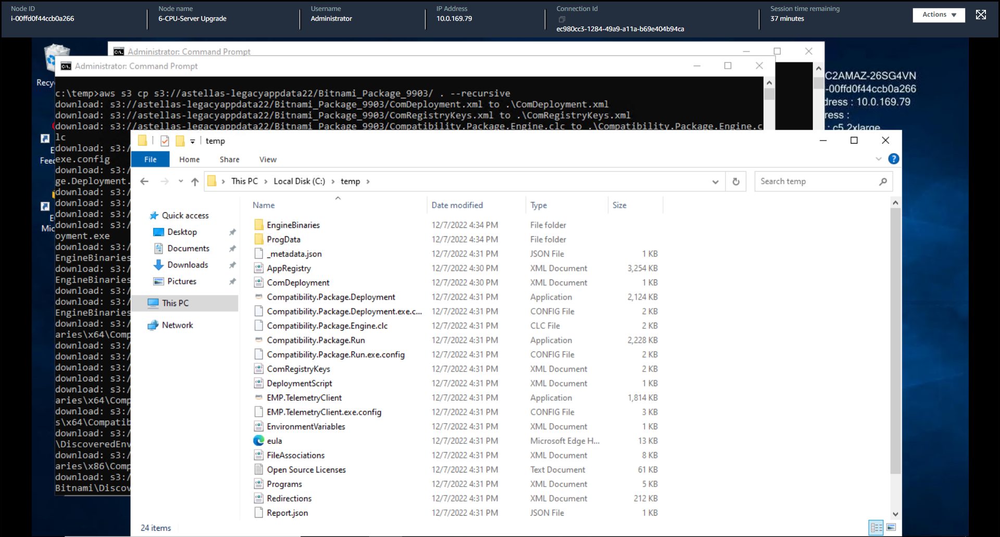 Node ID
i-00ffd0f44ccb0a266
Node name
6-CPU-Server Upgrade
Username
Administrator
IP Address
10.0.169.79
Connection Id
ec980cc3-1284-49a9-a11a-b69e404b94ca
Session time remaining
37 minutes
Actions
Administrator: Command Prompt
Administrator: Command Prompt
Recyc
Feed
Mic
C2AMAZ-26SG4VN
-00ffd0f44ccb0a266
dress : 10.0.169.79
ress :
: c5.2xlarge
c:\temp>aws s3 cp s3://astellas-legacyappdata22/Bitnami_Package_9903/ . --recursive
download: s3://astellas-legacyappdata22/Bitnami_Package_9903/ComDeployment.xml to .\ComDeployment.xml
download: s3://astellas-legacyappdata22/Bitnami_Package_9903/ComRegistryKeys.xml to .\ComRegistryKeys.xml
download: s3://astellas-legacyappdata22/Bitnami_Package_9903/Compatibility.Package.Engine.clc to .\Compatibility.Package.Engine.c
lc
download: s3:/
exe.config
download: s3:/
ge.Deployment.
download: s3:/
download: s3:/
download: s3:/
download: s3:/
oyment.exe
download: s3:/
EngineBinaries
download: s3:/
EngineBinaries
download: s3:/
download: s3:/
EngineBinaries
download: s3:/
aries\x64\Comp
download: s3:/
download: s3:/
download: s3:/
download: s3:/
aries\x64\Comp
download: s3:/
s\x64\Compatib
download: s3:/
\DiscoveredEnv
download: s3:/
aries\x86\Comp
download: s3:/
Bitnami\Discov
temp
File Home Share View
This PC > Local Disk (C:) > temp >
Search temp
Quick access
Desktop
Documents
Downloads
Pictures
This PC
Network
Name Date modified Type Size
EngineBinaries 12/7/2022 4:34 PM File folder
ProgData 12/7/2022 4:34 PM File folder
_metadata.json 12/7/2022 4:31 PM JSON File 1 KB
AppRegistry 12/7/2022 4:30 PM XML Document 3,254 KB
ComDeployment 12/7/2022 4:30 PM XML Document 1 KB
Compatibility.Package.Deployment 12/7/2022 4:31 PM Application 2,124 KB
Compatibility.Package.Deployment.exe.c... 12/7/2022 4:31 PM CONFIG File 2 KB
Compatibility.Package.Engine.clc 12/7/2022 4:31 PM CLC File 2 KB
Compatibility.Package.Run 12/7/2022 4:31 PM Application 2,228 KB
Compatibility.Package.Run.exe.config 12/7/2022 4:31 PM CONFIG File 2 KB
ComRegistryKeys 12/7/2022 4:31 PM XML Document 2 KB
DeploymentScript 12/7/2022 4:31 PM XML Document 1 KB
EMP.TelemetryClient 12/7/2022 4:31 PM Application 1,814 KB
EMP.TelemetryClient.exe.config 12/7/2022 4:31 PM CONFIG File 3 KB
EnvironmentVariables 12/7/2022 4:31 PM XML Document 1 KB
eula 12/7/2022 4:31 PM Microsoft Edge H... 13 KB
FileAssociations 12/7/2022 4:31 PM XML Document 8 KB
Open Source Licenses 12/7/2022 4:31 PM Text Document 61 KB
Programs 12/7/2022 4:31 PM XML Document 5 KB
Redirections 12/7/2022 4:31 PM XML Document 212 KB
Report.json 12/7/2022 4:31 PM JSON File 1 KB
24 items